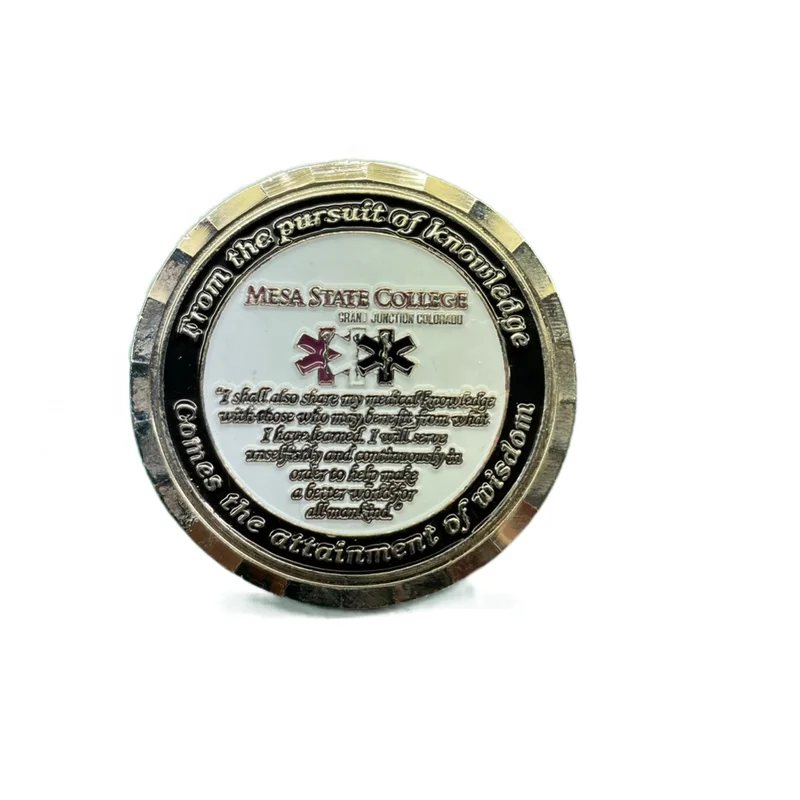 From the pursuit of knowledge
MESA STATE COLLEGE
GRAND JUNCTION COLORADO
"I shall also share my medical knowledge
with those who may benefit from what
I have learned. I will serve
unselfishly and continuously in
order to help make
a better world for
all mankind."
Comes the attainment of wisdom